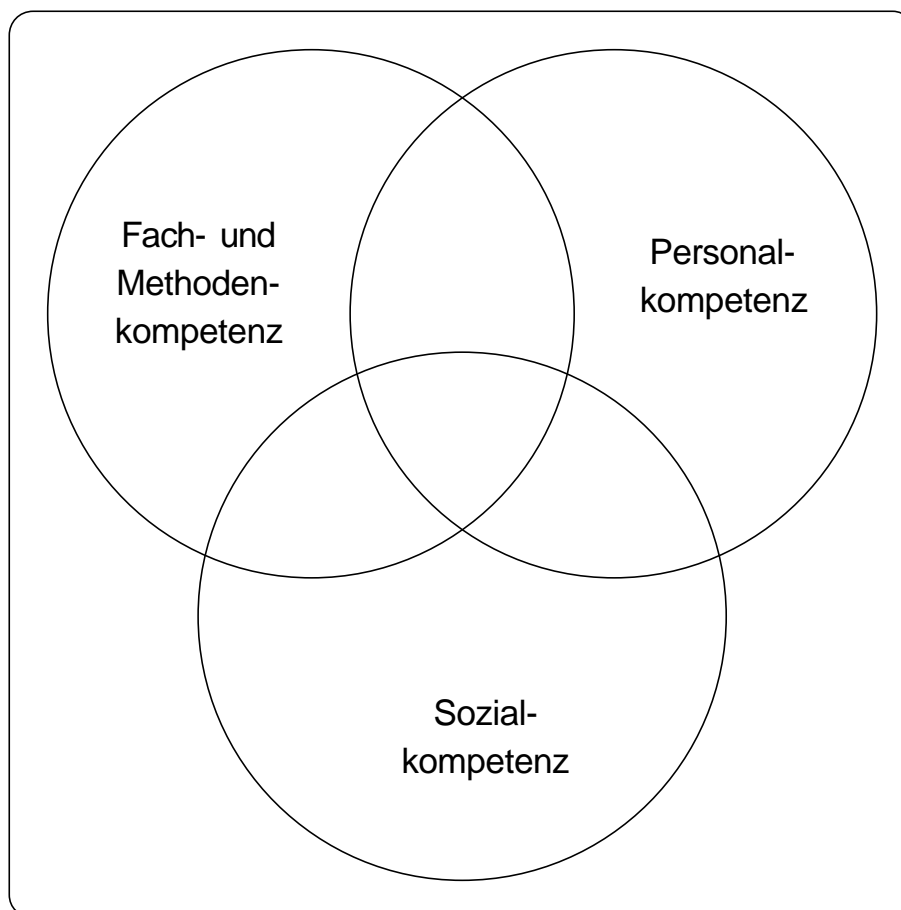 Fach- und
Methoden-
kompetenz
Personal-
kompetenz
Sozial-
kompetenz